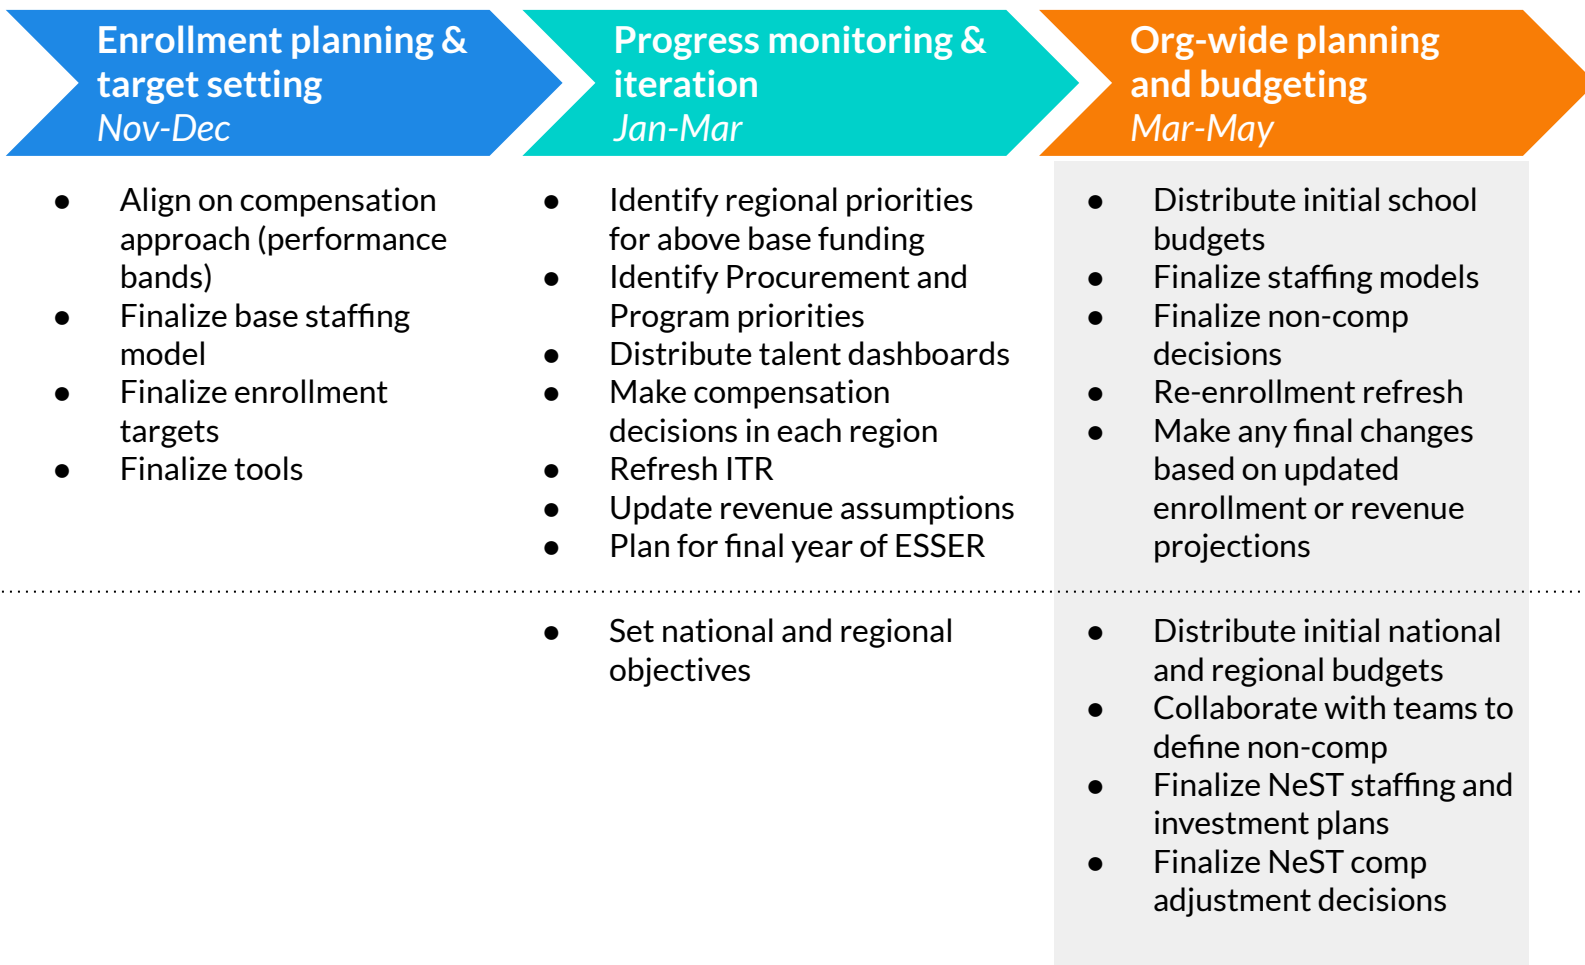 Enrollment planning &
target setting
Nov-Dec
Progress monitoring &
iteration
Jan-Mar
Org-wide planning
and budgeting
Mar-May
● Align on compensation
approach (performance
bands)
● Finalize base staffing
model
● Finalize enrollment
targets
● Finalize tools
● Identify regional priorities
for above base funding
● Identify Procurement and
Program priorities
● Distribute talent dashboards
● Make compensation
decisions in each region
● Refresh ITR
● Update revenue assumptions
● Plan for final year of ESSER
● Distribute initial school
budgets
● Finalize staffing models
● Finalize non-comp
decisions
● Re-enrollment refresh
● Make any final changes
based on updated
enrollment or revenue
projections
● Set national and regional
objectives
● Distribute initial national
and regional budgets
● Collaborate with teams to
define non-comp
● Finalize NeST staffing and
investment plans
● Finalize NeST comp
adjustment decisions